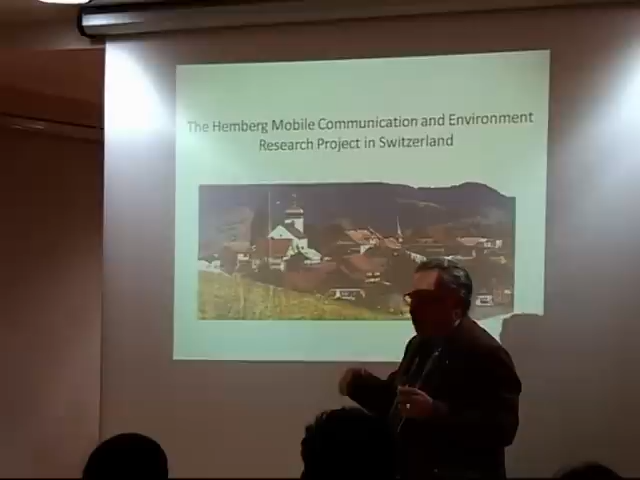 The Hemberg Mobile Communication and Environment
Research Project in Switzerland